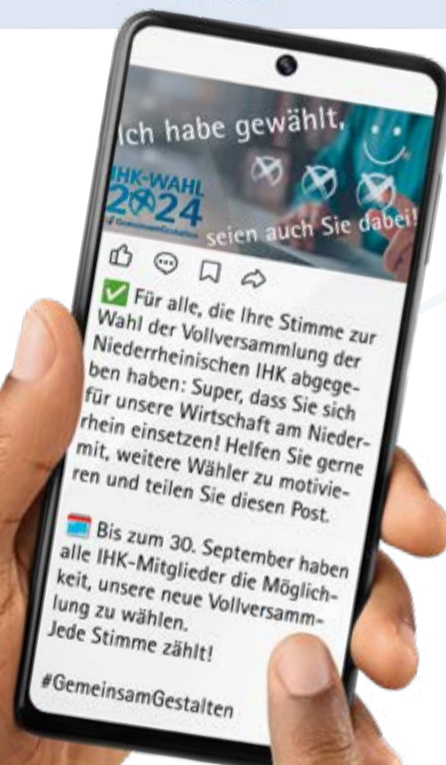 Ich habe gewählt,
IHK-WAHL
2024
#GemeinsamGestalten
seien auch Sie dabei!
✅ Für alle, die Ihre Stimme zur
Wahl der Vollversammlung der
Niederrheinischen IHK abgege-
ben haben: Super, dass Sie sich
für unsere Wirtschaft am Nieder-
rhein einsetzen! Helfen Sie gerne
mit, weitere Wähler zu motivie-
ren und teilen Sie diesen Post.
🗓️ Bis zum 30. September haben
alle IHK-Mitglieder die Möglich-
keit, unsere neue Vollversamm-
lung zu wählen.
Jede Stimme zählt!
#GemeinsamGestalten